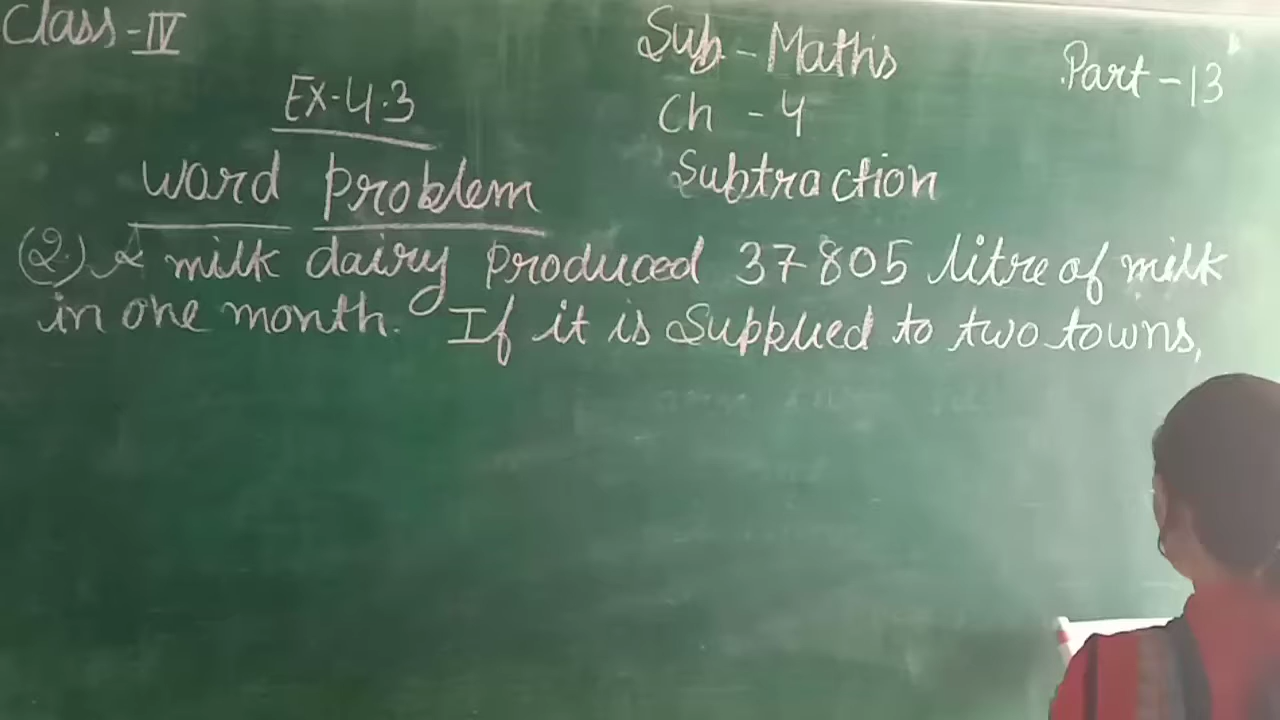 Class-IV
Sub - Maths
Part - 13
Ex-4.3
Ch - 4
word problem
Subtraction
(2.) A milk dairy produced 37805 litre of milk
in one month. If it is Supplied to two towns,